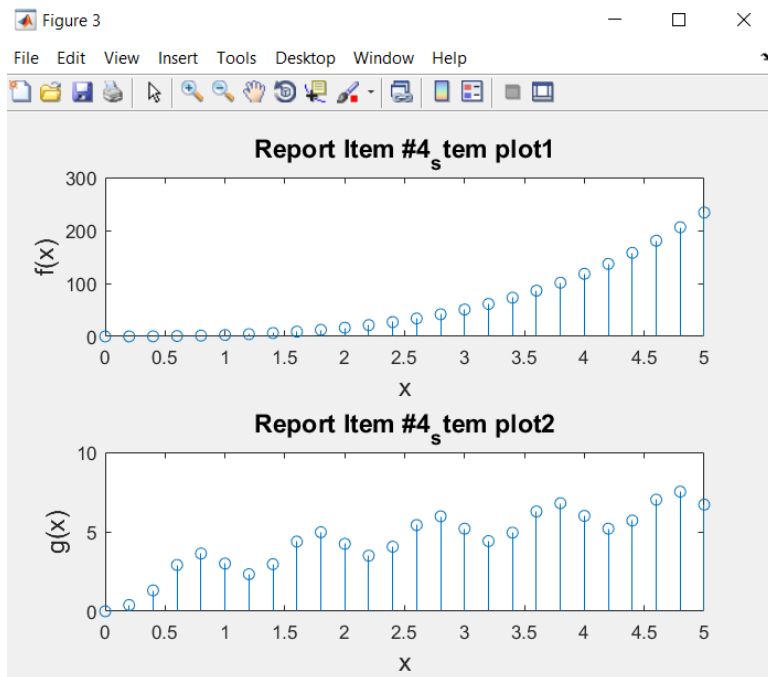 Figure 3
File Edit View Insert Tools Desktop Window Help
Report Item #4_stem plot1
300
200
100
0
f(x)
0 0.5 1 1.5 2 2.5 3 3.5 4 4.5 5
x
Report Item #4_stem plot2
10
5
0
g(x)
0 0.5 1 1.5 2 2.5 3 3.5 4 4.5 5
x